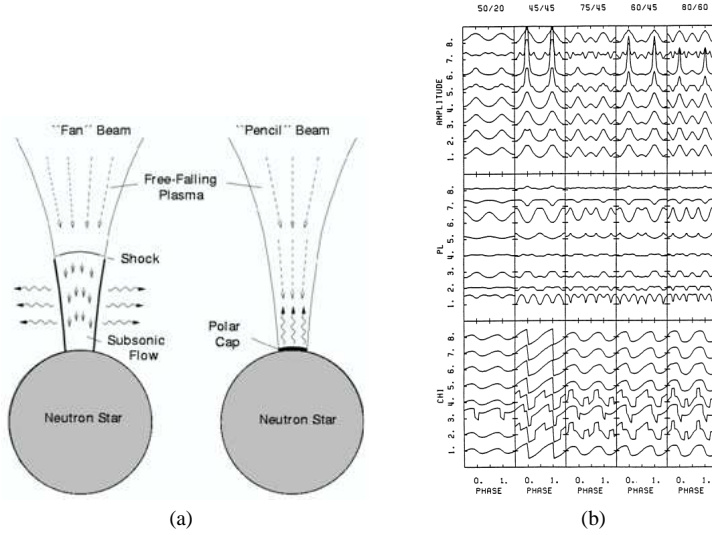 "Fan" Beam
"Pencil" Beam
Free-Falling
Plasma
Shock
Subsonic
Flow
Polar
Cap
Neutron Star
Neutron Star
(a)
50/20 45/45 75/45 60/45 80/60
AMPLITUDE
1. 2. 3. 4. 5. 6. 7. 8.
PL
1. 2. 3. 4. 5. 6. 7. 8.
CHI
1. 2. 3. 4. 5. 6. 7. 8.
0. 1. 0. 1. 0. 1. 0. 1. 0. 1.
PHASE PHASE PHASE PHASE PHASE
(b)